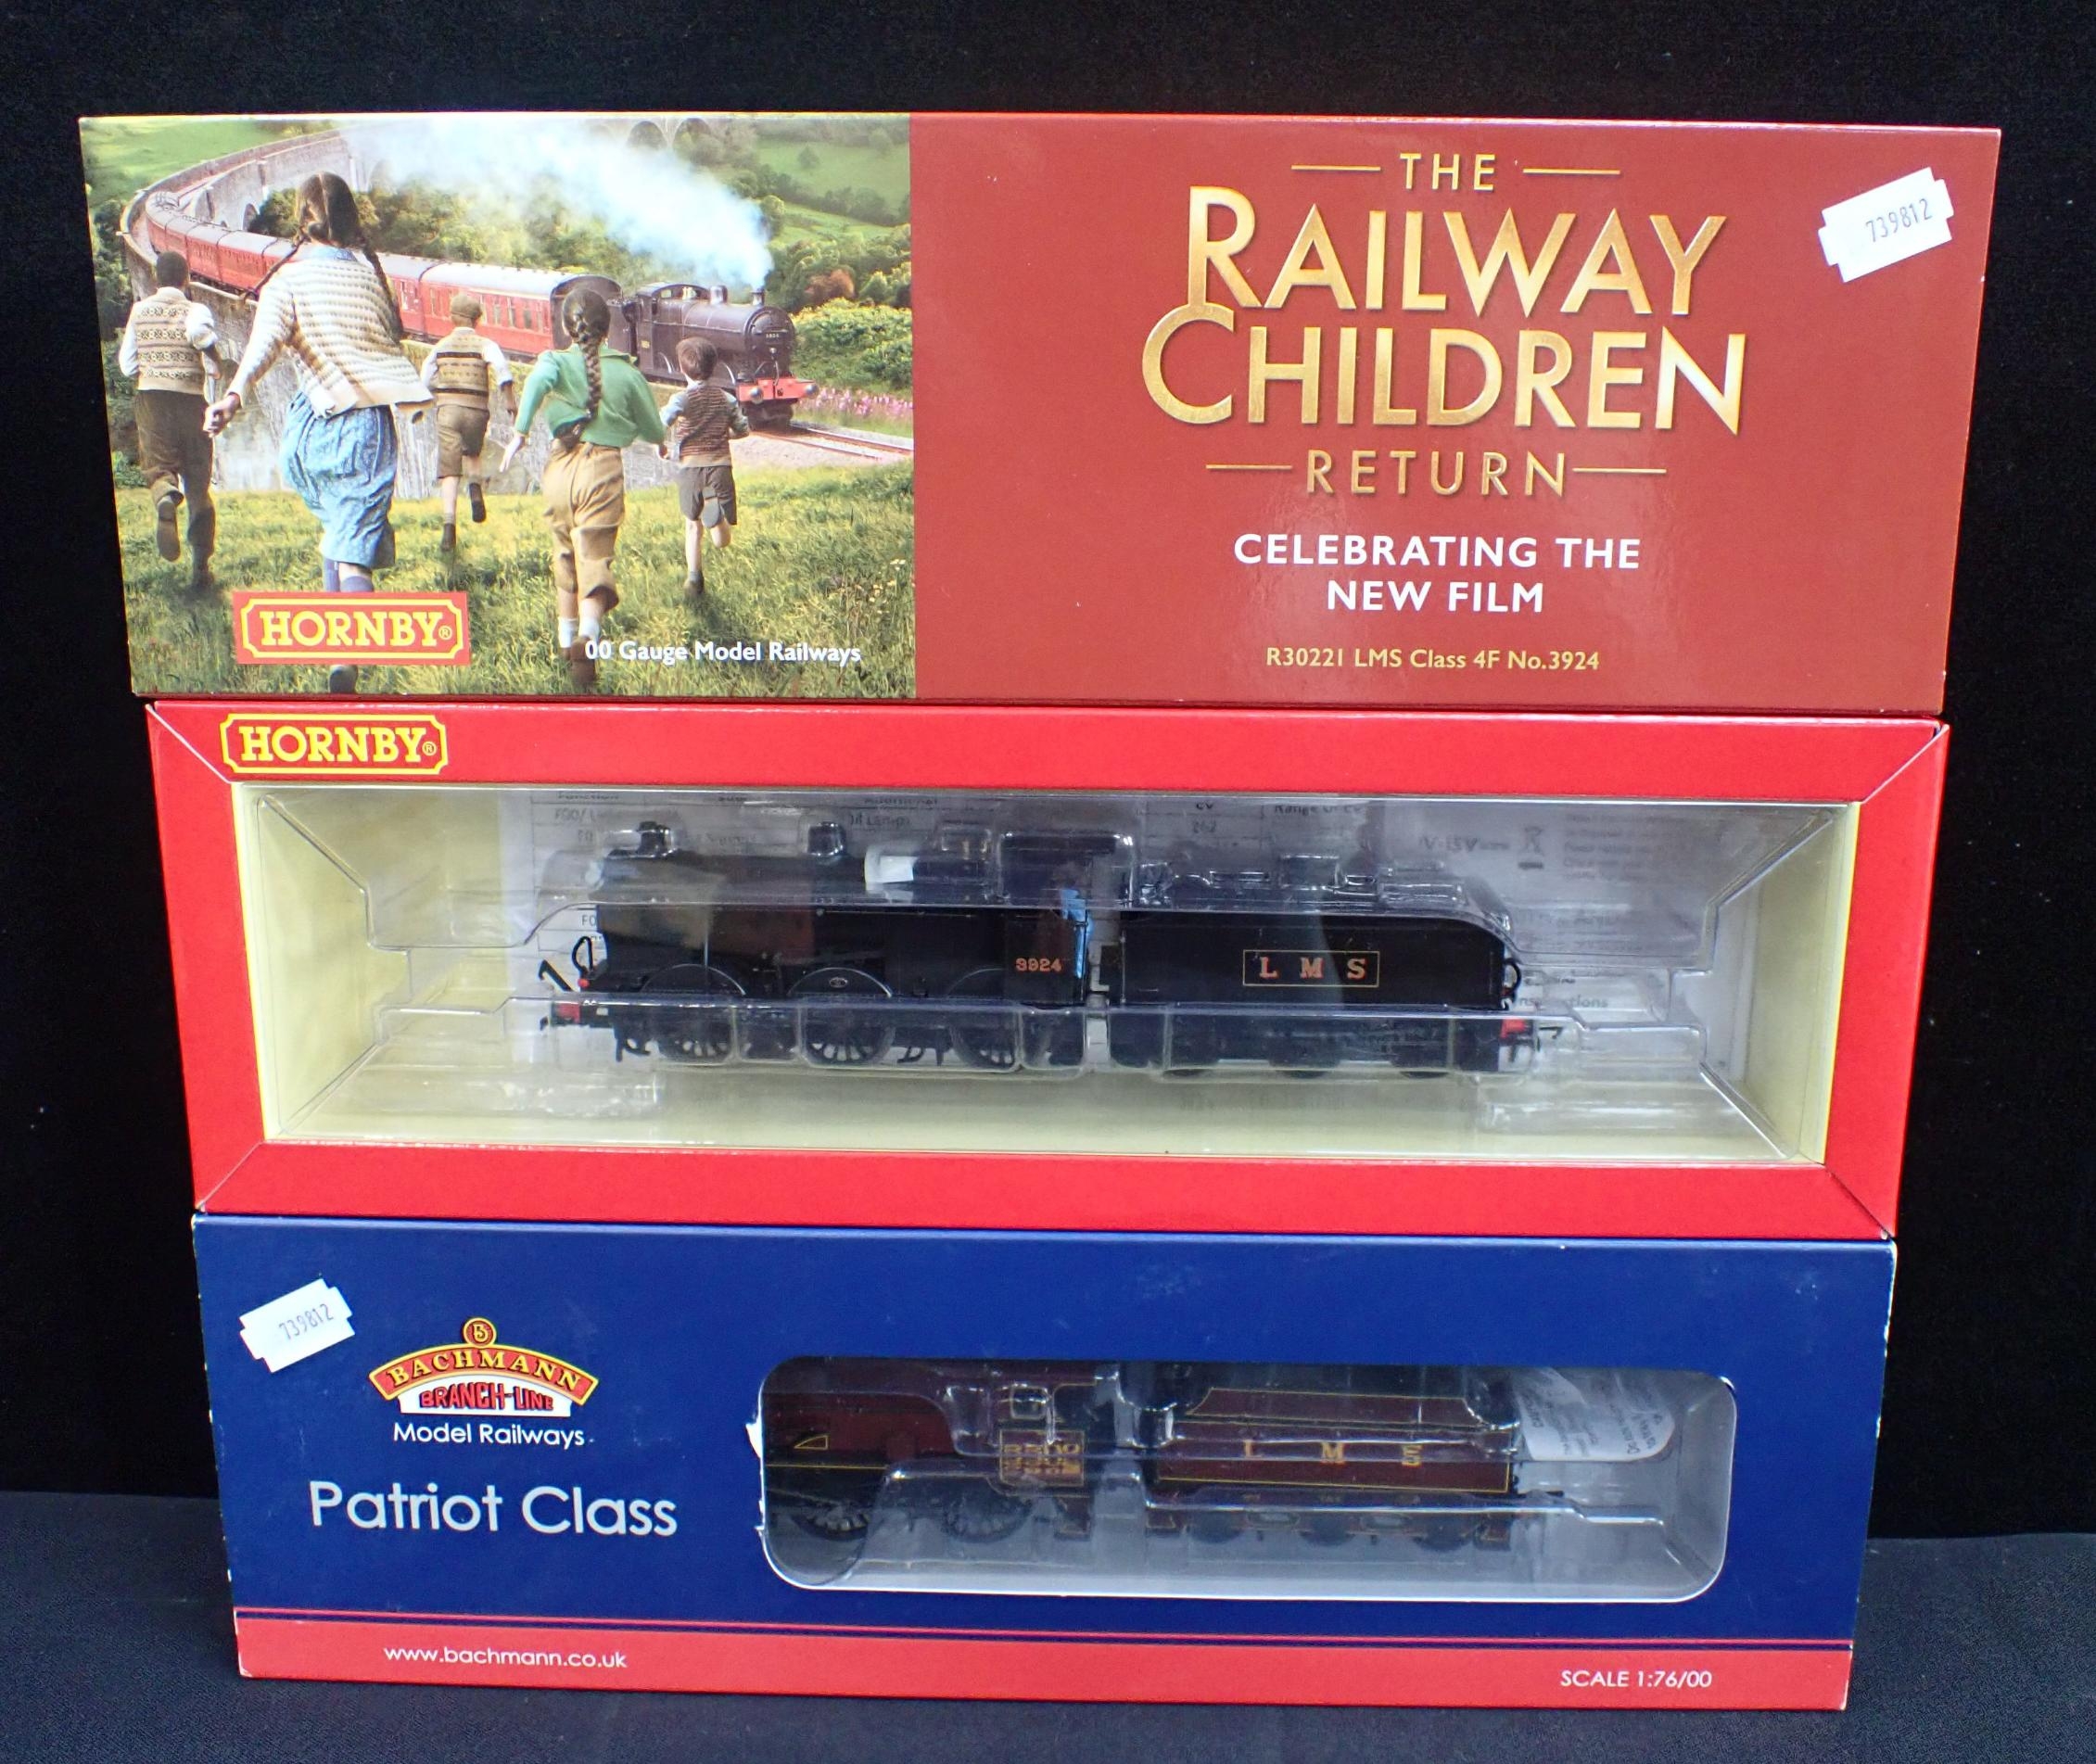 THE
RAILWAY
CHILDREN
RETURN
CELEBRATING THE
NEW FILM
R30221 LMS Class 4F No.3924
739812
HORNBY®
00 Gauge Model Railways
HORNBY®
3924
L M S
739812
BACHMANN
BRANCH-LINE
Model Railways
Patriot Class
L M S
www.bachmann.co.uk
SCALE 1:76/00